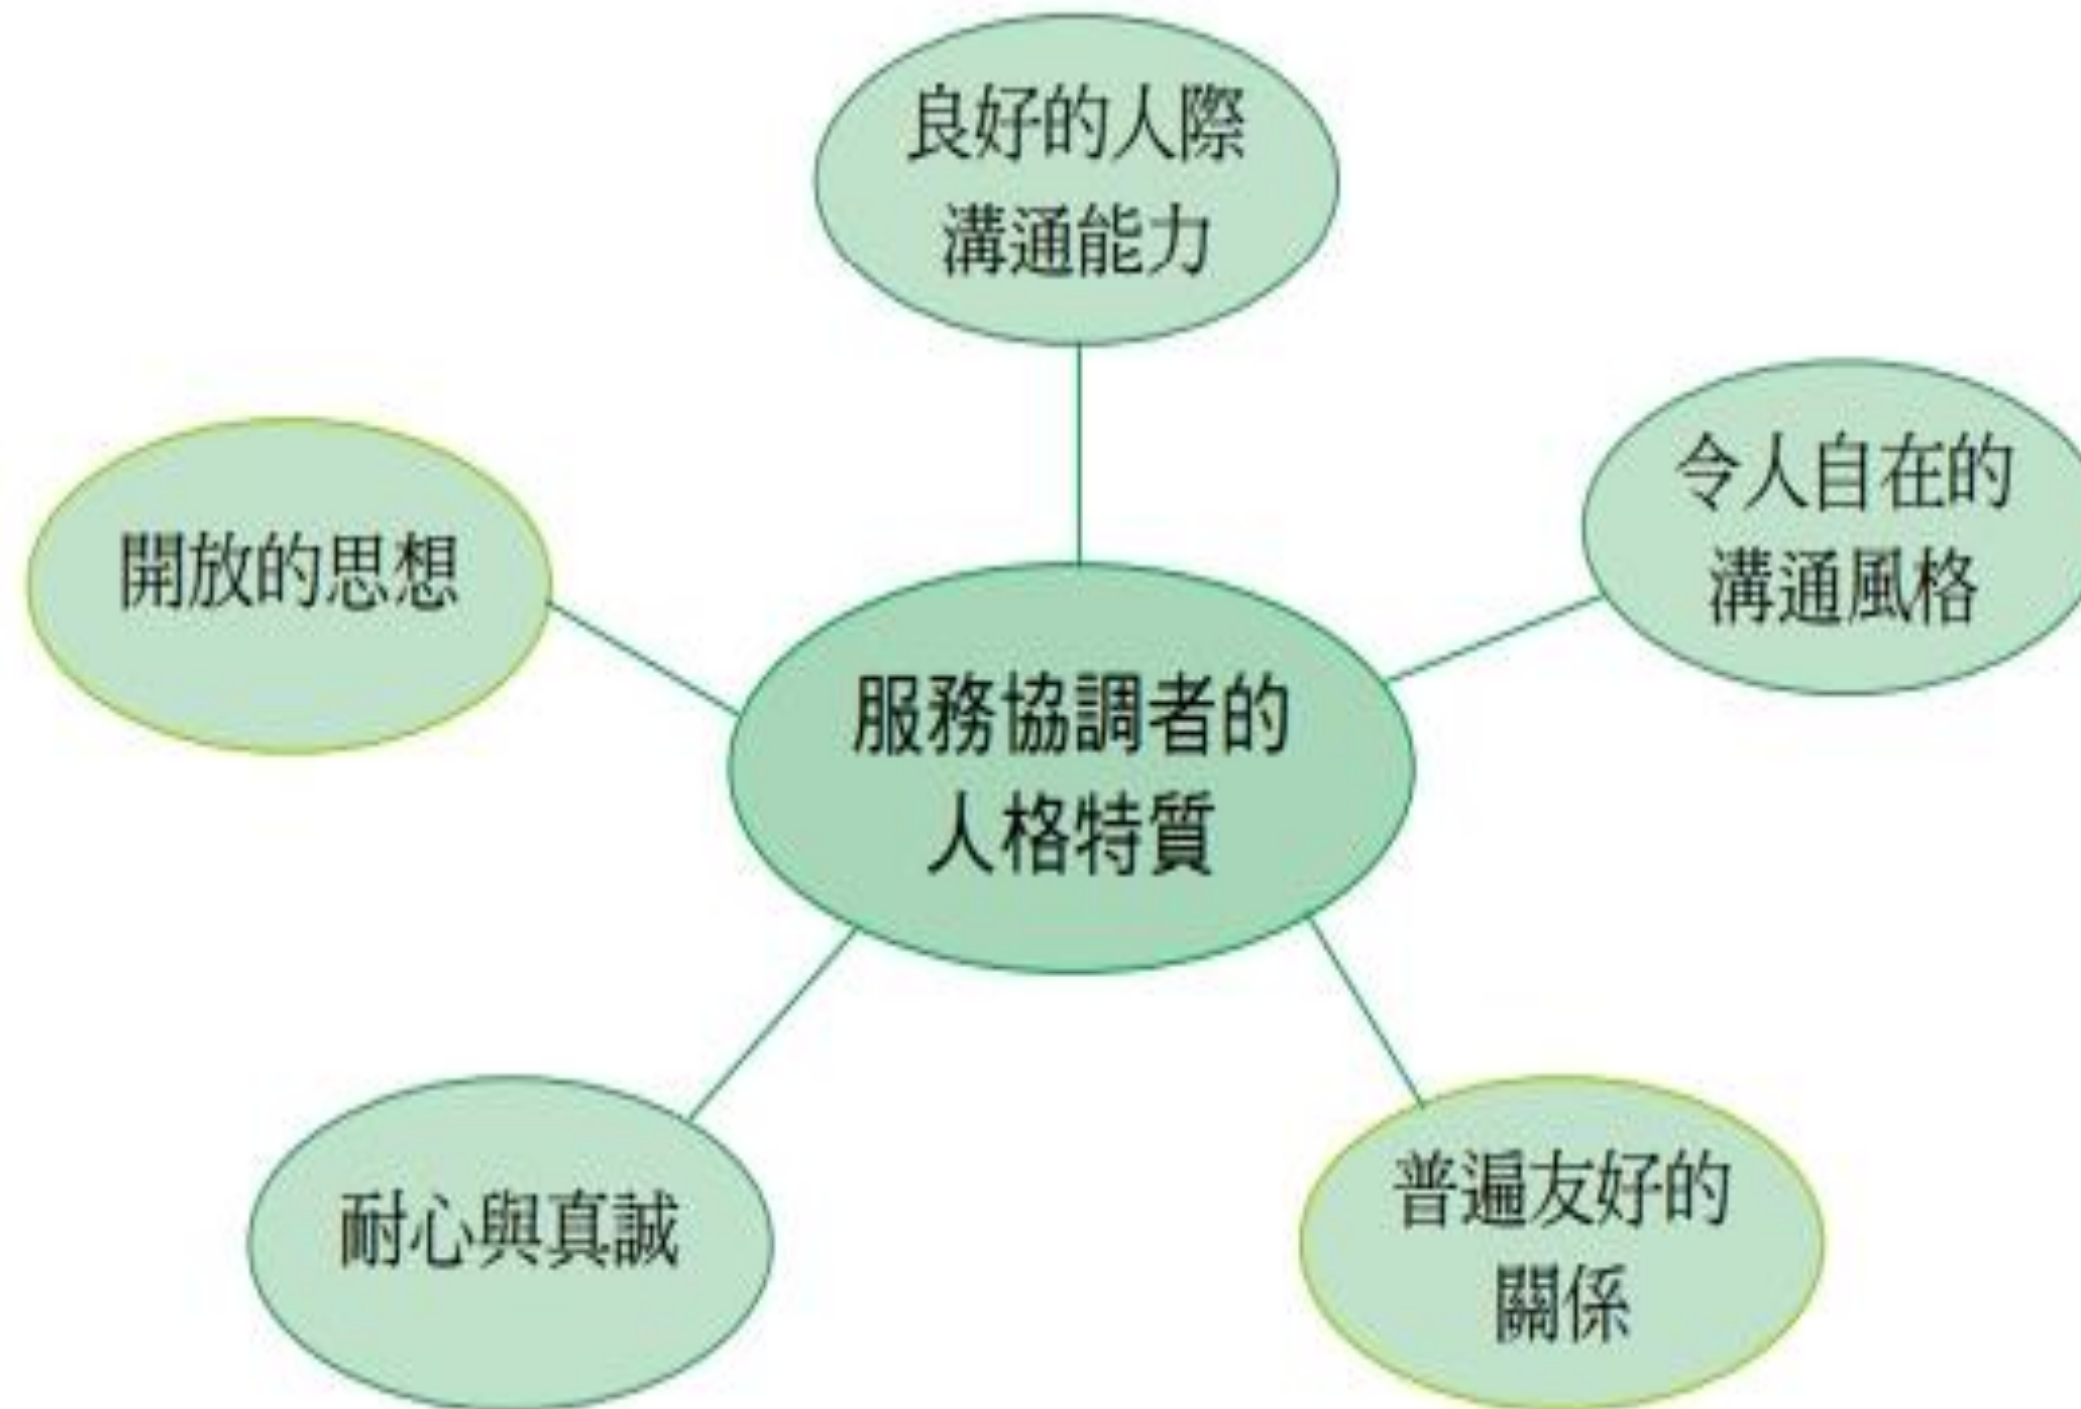 良好的人際
溝通能力
令人自在的
溝通風格
開放的思想
服務協調者的
人格特質
耐心與真誠
普遍友好的
關係